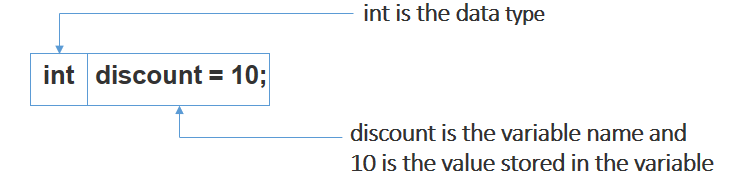 int is the data type
int discount = 10;
discount is the variable name and
10 is the value stored in the variable